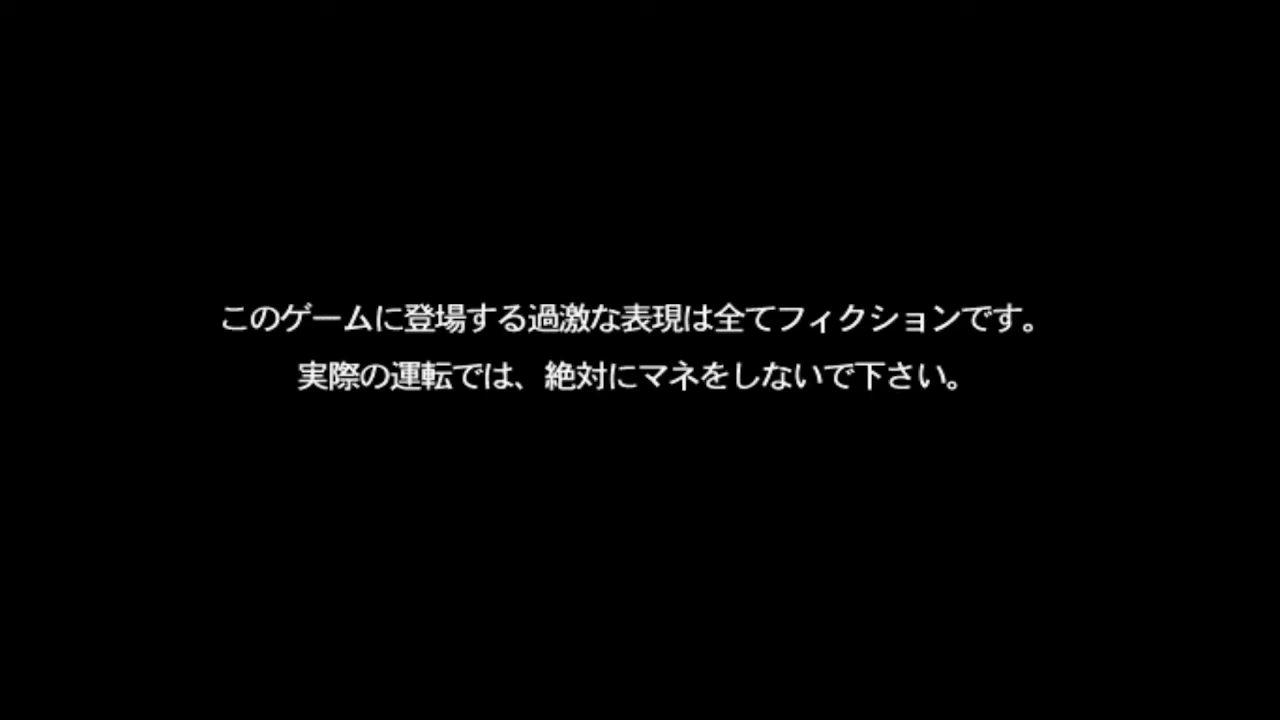 このゲームに登場する過激な表現は全てフィクションです。
実際の運転では、絶対にマネをしないで下さい。